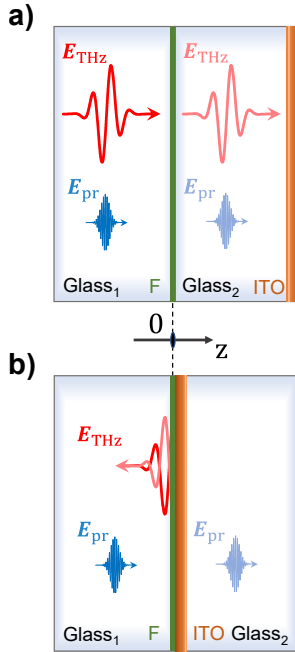 a)
E_THz E_THz
E_pr E_pr
Glass₁ F Glass₂ ITO
0
z
b)
E_THz
E_pr E_pr
Glass₁ F ITO Glass₂